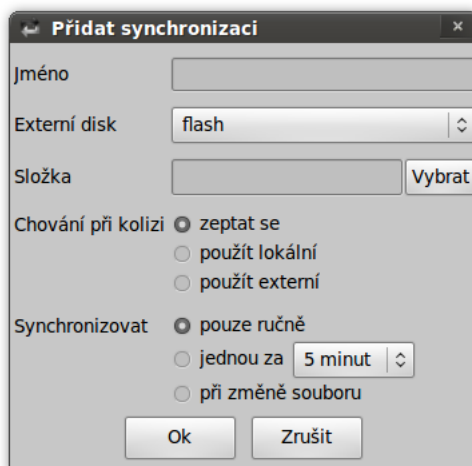 Přidat synchronizaci
Jméno
Externí disk flash
Složka Vybrat
Chování při kolizi zeptat se
použít lokální
použít externí
Synchronizovat pouze ručně
jednou za 5 minut
při změně souboru
Ok Zrušit